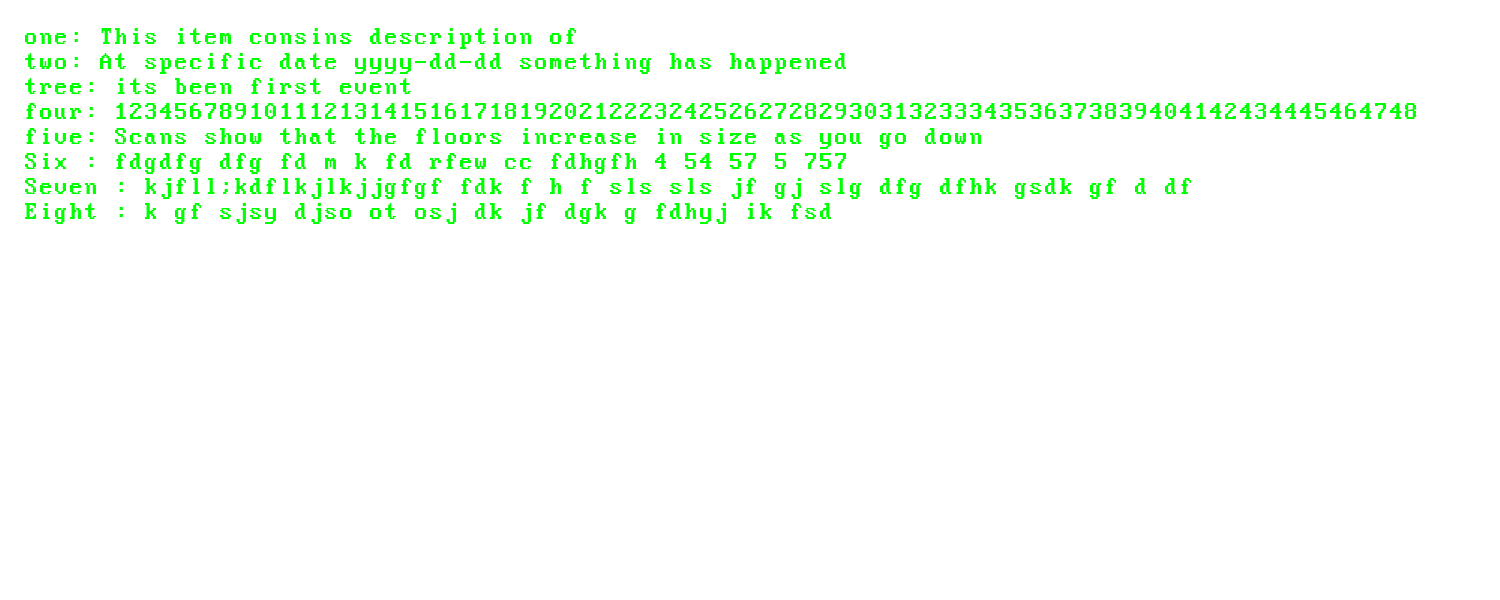 one: This item consins description of
two: At specific date yyyy-dd-dd something has happened
tree: its been first event
four: 123456789101112131415161718192021222324252627282930313233343536373839404142434445464748
five: Scans show that the floors increase in size as you go down
Six : fdgdfg dfg fd m k fd rfew cc fdhgfh 4 54 57 5 757
Seven : kjfll;kdflkjlkjjgfgf fdk f h f sls sls jf gj slg dfg dfhk gsdk gf d df
Eight : k gf sjsy djso ot osj dk jf dgk g fdhyj ik fsd